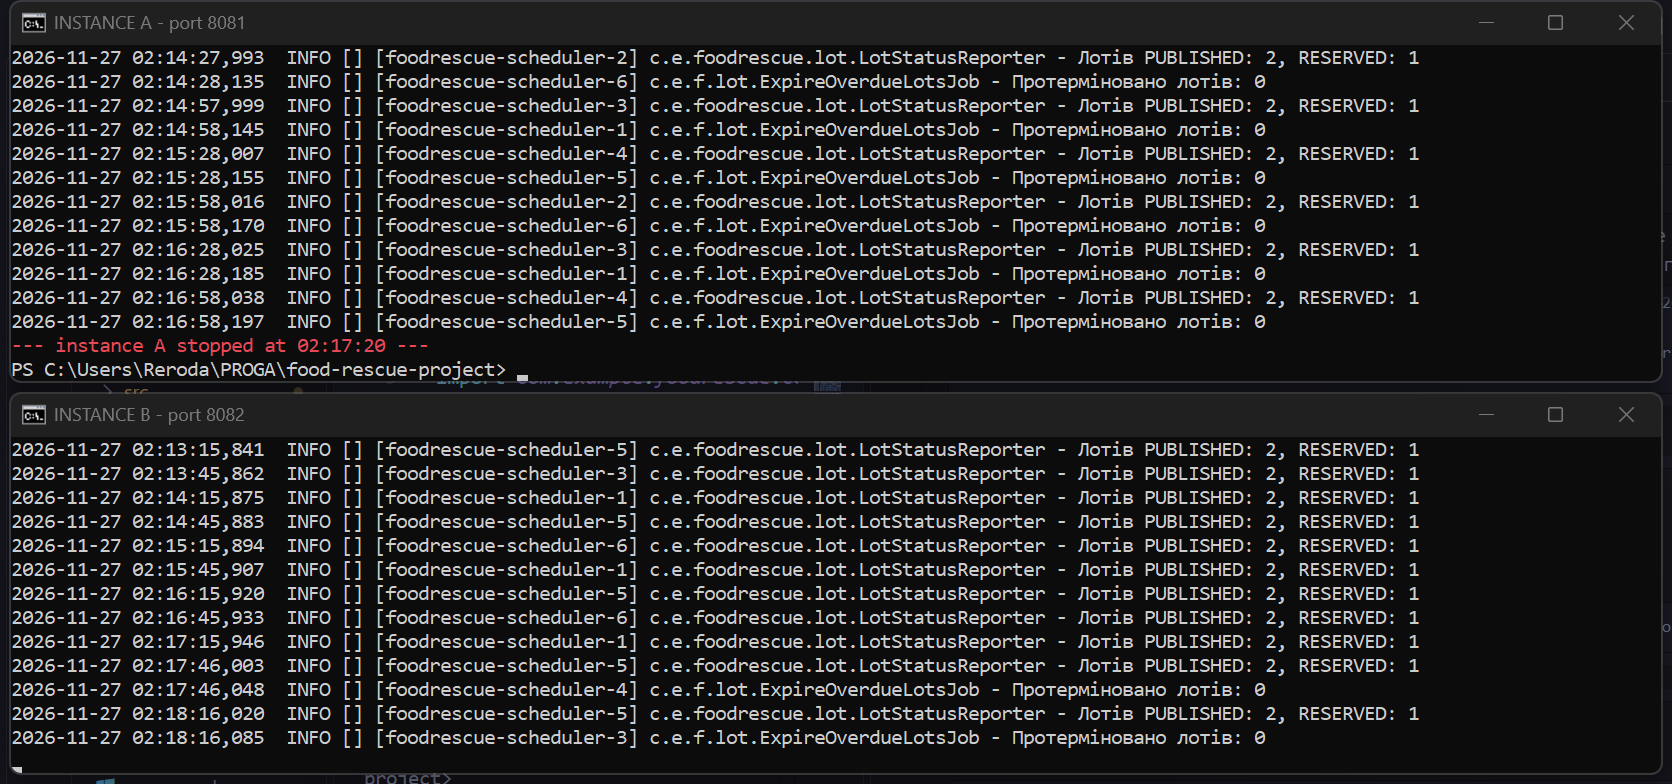 INSTANCE A - port 8081
2026-11-27 02:14:27,993  INFO [] [foodrescue-scheduler-2] c.e.foodrescue.lot.LotStatusReporter - Лотів PUBLISHED: 2, RESERVED: 1
2026-11-27 02:14:28,135  INFO [] [foodrescue-scheduler-6] c.e.f.lot.ExpireOverdueLotsJob - Протерміновано лотів: 0
2026-11-27 02:14:57,999  INFO [] [foodrescue-scheduler-3] c.e.foodrescue.lot.LotStatusReporter - Лотів PUBLISHED: 2, RESERVED: 1
2026-11-27 02:14:58,145  INFO [] [foodrescue-scheduler-1] c.e.f.lot.ExpireOverdueLotsJob - Протерміновано лотів: 0
2026-11-27 02:15:28,007  INFO [] [foodrescue-scheduler-4] c.e.foodrescue.lot.LotStatusReporter - Лотів PUBLISHED: 2, RESERVED: 1
2026-11-27 02:15:28,155  INFO [] [foodrescue-scheduler-5] c.e.f.lot.ExpireOverdueLotsJob - Протерміновано лотів: 0
2026-11-27 02:15:58,016  INFO [] [foodrescue-scheduler-2] c.e.foodrescue.lot.LotStatusReporter - Лотів PUBLISHED: 2, RESERVED: 1
2026-11-27 02:15:58,170  INFO [] [foodrescue-scheduler-6] c.e.f.lot.ExpireOverdueLotsJob - Протерміновано лотів: 0
2026-11-27 02:16:28,025  INFO [] [foodrescue-scheduler-3] c.e.foodrescue.lot.LotStatusReporter - Лотів PUBLISHED: 2, RESERVED: 1
2026-11-27 02:16:28,185  INFO [] [foodrescue-scheduler-1] c.e.f.lot.ExpireOverdueLotsJob - Протерміновано лотів: 0
2026-11-27 02:16:58,038  INFO [] [foodrescue-scheduler-4] c.e.foodrescue.lot.LotStatusReporter - Лотів PUBLISHED: 2, RESERVED: 1
2026-11-27 02:16:58,197  INFO [] [foodrescue-scheduler-5] c.e.f.lot.ExpireOverdueLotsJob - Протерміновано лотів: 0
--- instance A stopped at 02:17:20 ---
PS C:\Users\Reroda\PROGA\food-rescue-project>
INSTANCE B - port 8082
2026-11-27 02:13:15,841  INFO [] [foodrescue-scheduler-5] c.e.foodrescue.lot.LotStatusReporter - Лотів PUBLISHED: 2, RESERVED: 1
2026-11-27 02:13:45,862  INFO [] [foodrescue-scheduler-3] c.e.foodrescue.lot.LotStatusReporter - Лотів PUBLISHED: 2, RESERVED: 1
2026-11-27 02:14:15,875  INFO [] [foodrescue-scheduler-1] c.e.foodrescue.lot.LotStatusReporter - Лотів PUBLISHED: 2, RESERVED: 1
2026-11-27 02:14:45,883  INFO [] [foodrescue-scheduler-5] c.e.foodrescue.lot.LotStatusReporter - Лотів PUBLISHED: 2, RESERVED: 1
2026-11-27 02:15:15,894  INFO [] [foodrescue-scheduler-6] c.e.foodrescue.lot.LotStatusReporter - Лотів PUBLISHED: 2, RESERVED: 1
2026-11-27 02:15:45,907  INFO [] [foodrescue-scheduler-1] c.e.foodrescue.lot.LotStatusReporter - Лотів PUBLISHED: 2, RESERVED: 1
2026-11-27 02:16:15,920  INFO [] [foodrescue-scheduler-5] c.e.foodrescue.lot.LotStatusReporter - Лотів PUBLISHED: 2, RESERVED: 1
2026-11-27 02:16:45,933  INFO [] [foodrescue-scheduler-6] c.e.foodrescue.lot.LotStatusReporter - Лотів PUBLISHED: 2, RESERVED: 1
2026-11-27 02:17:15,946  INFO [] [foodrescue-scheduler-1] c.e.foodrescue.lot.LotStatusReporter - Лотів PUBLISHED: 2, RESERVED: 1
2026-11-27 02:17:46,003  INFO [] [foodrescue-scheduler-5] c.e.foodrescue.lot.LotStatusReporter - Лотів PUBLISHED: 2, RESERVED: 1
2026-11-27 02:17:46,048  INFO [] [foodrescue-scheduler-4] c.e.f.lot.ExpireOverdueLotsJob - Протерміновано лотів: 0
2026-11-27 02:18:16,020  INFO [] [foodrescue-scheduler-5] c.e.foodrescue.lot.LotStatusReporter - Лотів PUBLISHED: 2, RESERVED: 1
2026-11-27 02:18:16,085  INFO [] [foodrescue-scheduler-3] c.e.f.lot.ExpireOverdueLotsJob - Протерміновано лотів: 0
project>